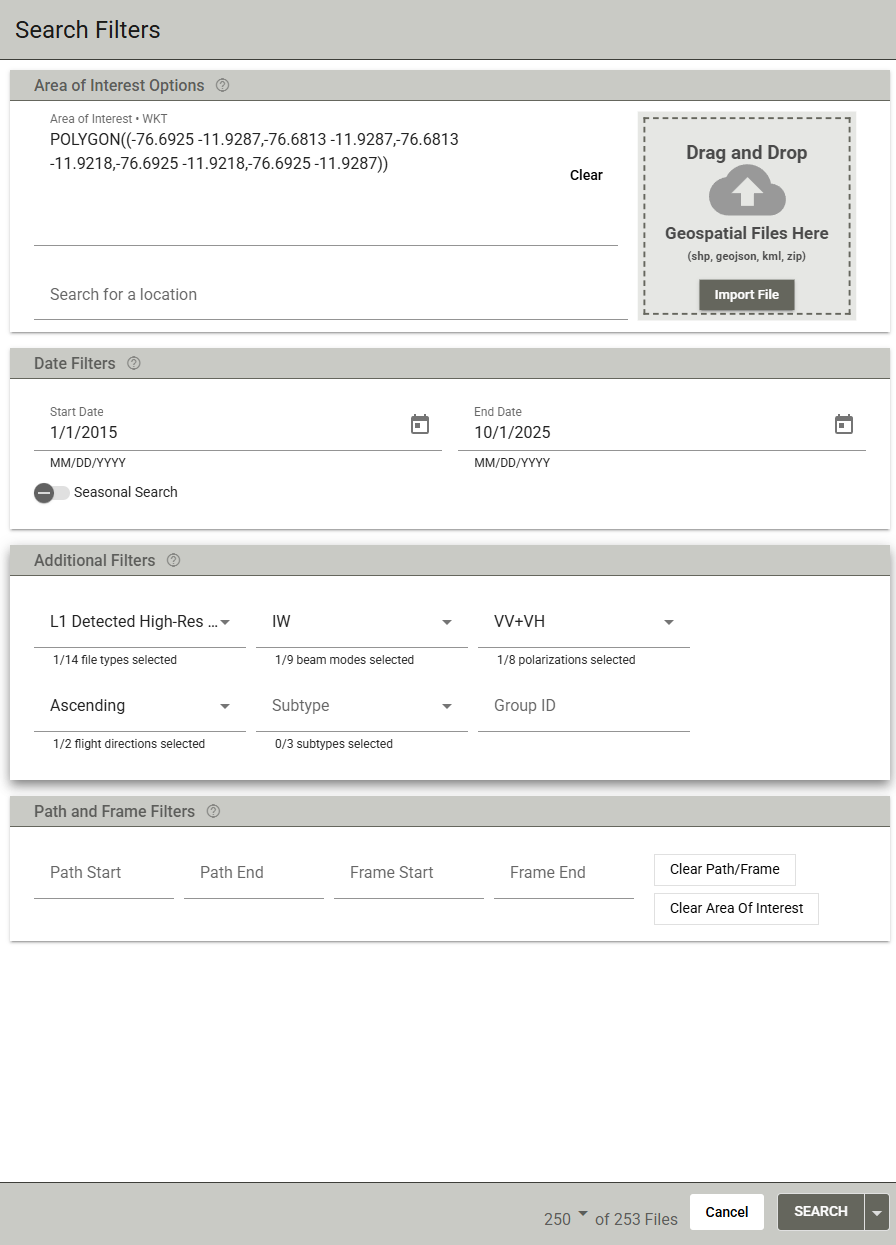 Search Filters
Area of Interest Options
Area of Interest • WKT
POLYGON((-76.6925 -11.9287,-76.6813 -11.9287,-76.6813
-11.9218,-76.6925 -11.9218,-76.6925 -11.9287))
Clear
Search for a location
Drag and Drop
Geospatial Files Here
(shp, geojson, kml, zip)
Import File
Date Filters
Start Date
1/1/2015
MM/DD/YYYY
End Date
10/1/2025
MM/DD/YYYY
Seasonal Search
Additional Filters
L1 Detected High-Res ...
1/14 file types selected
IW
1/9 beam modes selected
VV+VH
1/8 polarizations selected
Ascending
1/2 flight directions selected
Subtype
0/3 subtypes selected
Group ID
Path and Frame Filters
Path Start
Path End
Frame Start
Frame End
Clear Path/Frame
Clear Area Of Interest
250 of 253 Files
Cancel
SEARCH